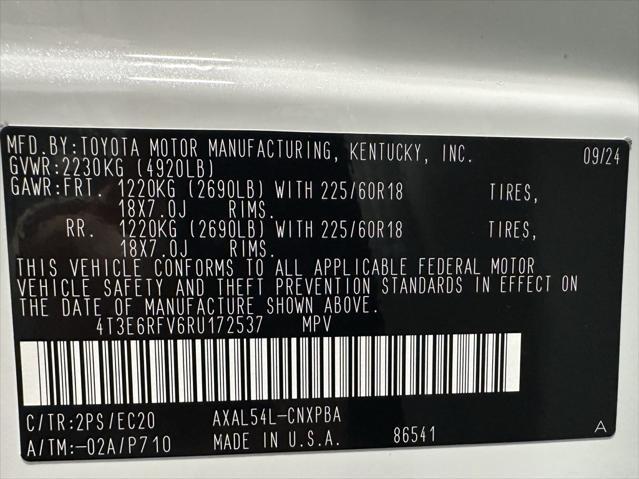 MFD.BY:TOYOTA MOTOR MANUFACTURING, KENTUCKY, INC. 09/24
GVWR:2230KG (4920LB)
GAWR:FRT. 1220KG (2690LB) WITH 225/60R18 TIRES,
18X7.0J RIMS.
RR. 1220KG (2690LB) WITH 225/60R18 TIRES,
18X7.0J RIMS.
THIS VEHICLE CONFORMS TO ALL APPLICABLE FEDERAL MOTOR
VEHICLE SAFETY AND THEFT PREVENTION STANDARDS IN EFFECT ON
THE DATE OF MANUFACTURE SHOWN ABOVE.
4T3E6RFV6RU172537 MPV
C/TR:2PS/EC20 AXAL54L-CNXPBA
A/TM:-02A/P710 MADE IN U.S.A. 86541 A